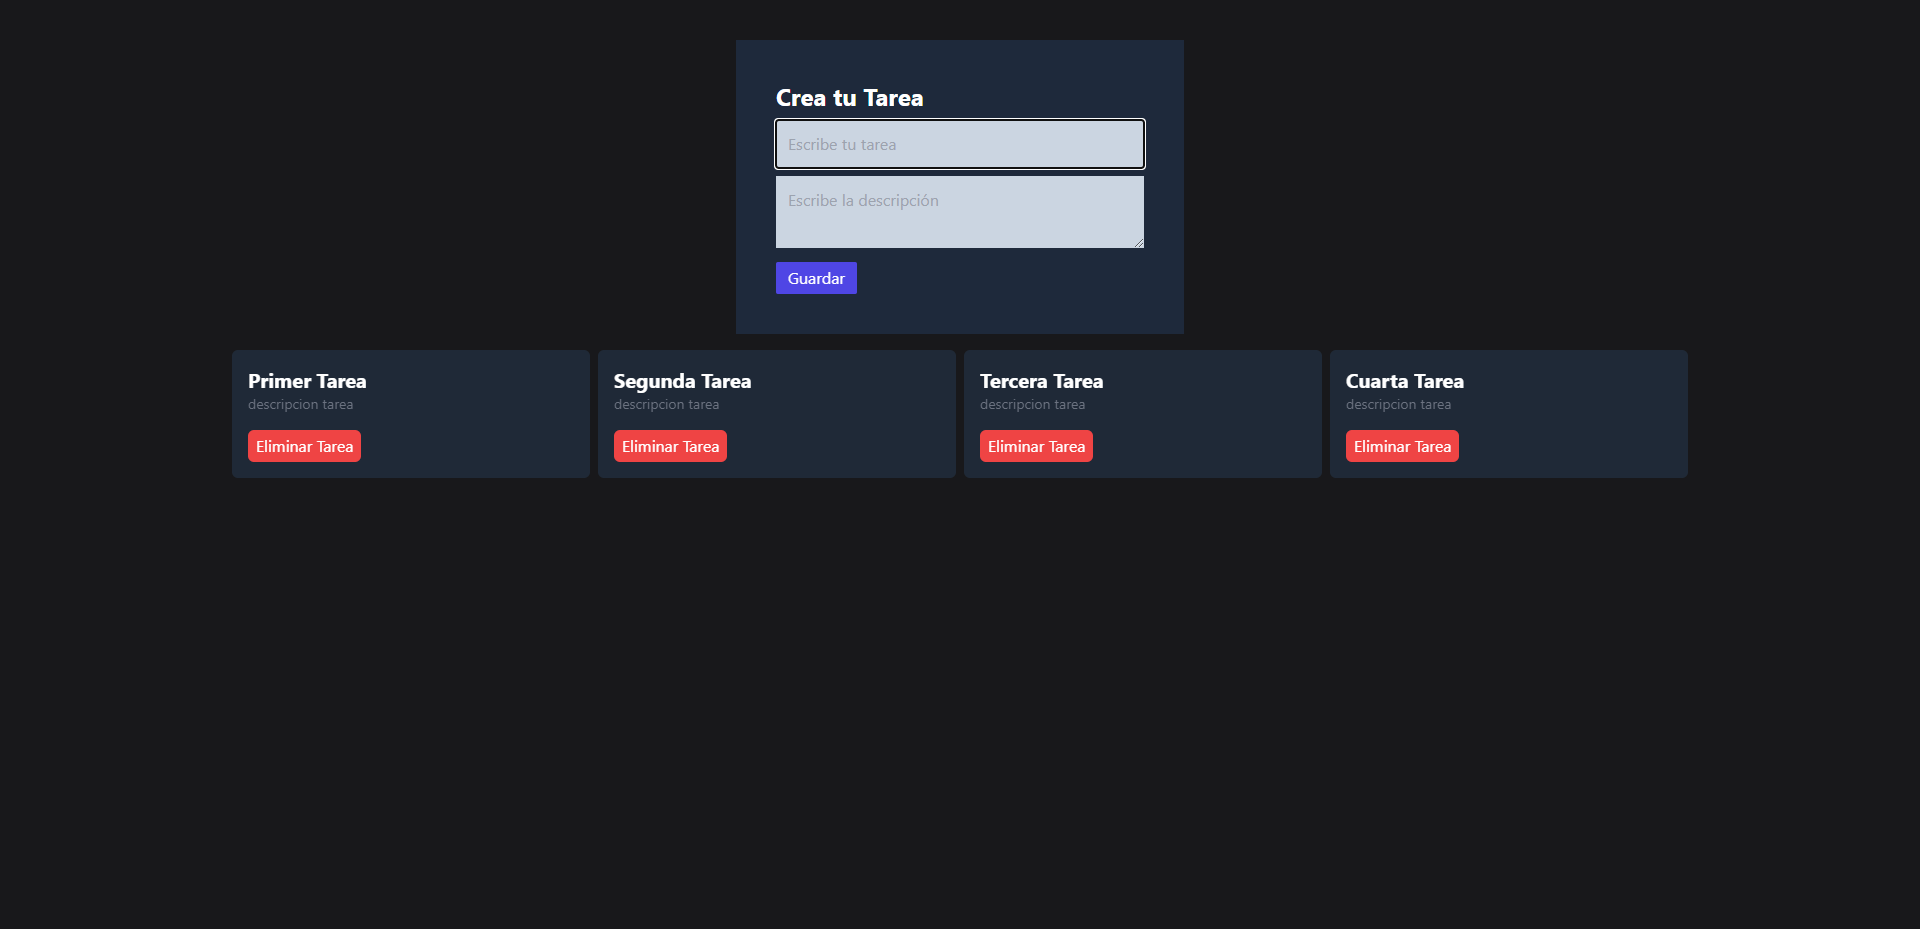 Crea tu Tarea
Escribe tu tarea
Escribe la descripción
Guardar
Primer Tarea
descripcion tarea
Eliminar Tarea
Segunda Tarea
descripcion tarea
Eliminar Tarea
Tercera Tarea
descripcion tarea
Eliminar Tarea
Cuarta Tarea
descripcion tarea
Eliminar Tarea